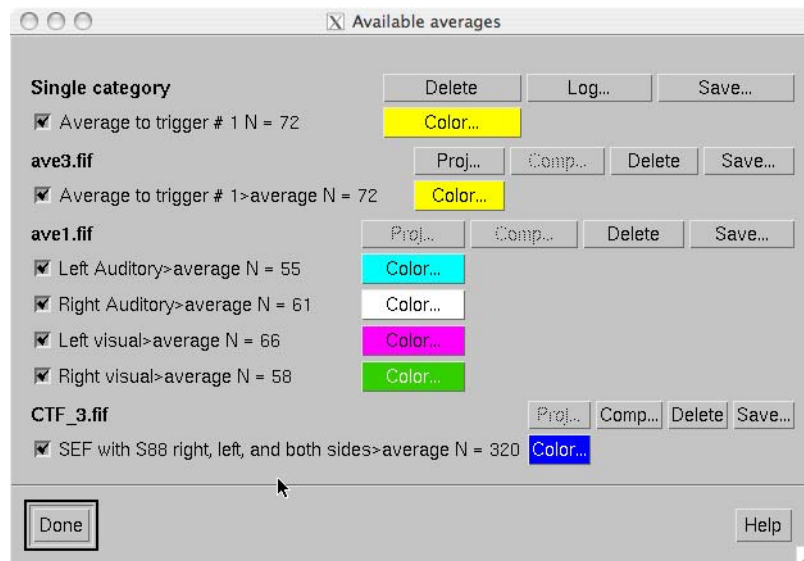 X Available averages
Single category Delete Log... Save...
Average to trigger # 1 N = 72 Color...
ave3.fif Proj... Comp... Delete Save...
Average to trigger # 1>average N = 72 Color...
ave1.fif Proj... Comp... Delete Save...
Left Auditory>average N = 55 Color...
Right Auditory>average N = 61 Color...
Left visual>average N = 66 Color...
Right visual>average N = 58 Color...
CTF_3.fif Proj... Comp... Delete Save...
SEF with S88 right, left, and both sides>average N = 320 Color...
Done Help